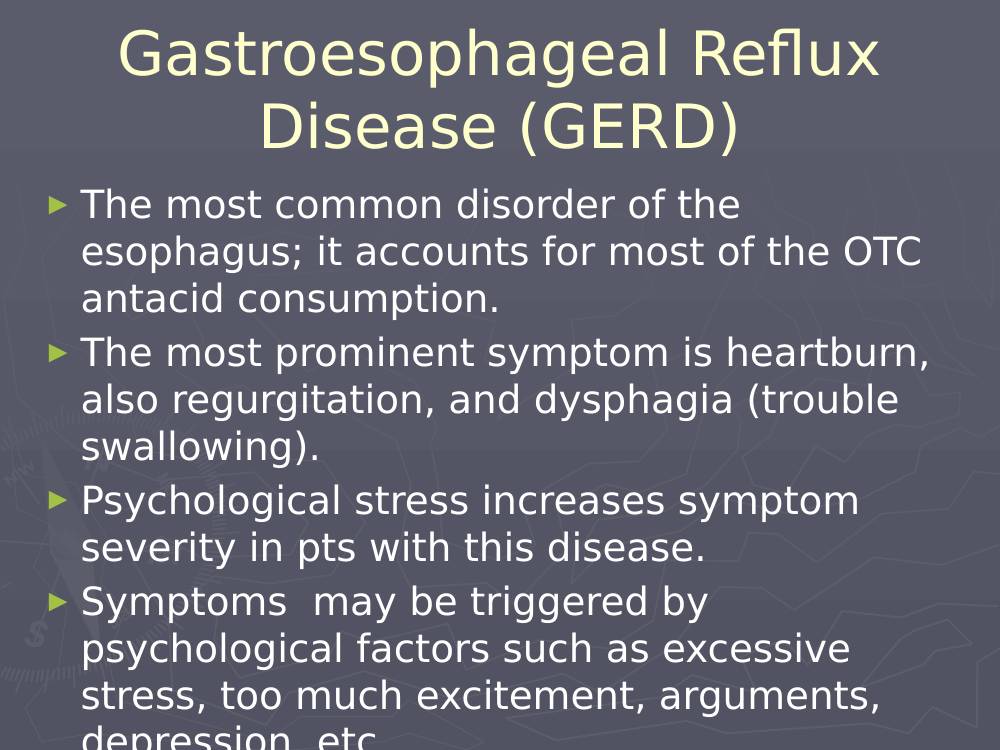 Gastroesophageal Reflux
Disease (GERD)
► The most common disorder of the
esophagus; it accounts for most of the OTC
antacid consumption.
► The most prominent symptom is heartburn,
also regurgitation, and dysphagia (trouble
swallowing).
► Psychological stress increases symptom
severity in pts with this disease.
► Symptoms  may be triggered by
psychological factors such as excessive
stress, too much excitement, arguments,
depression, etc
NW
S